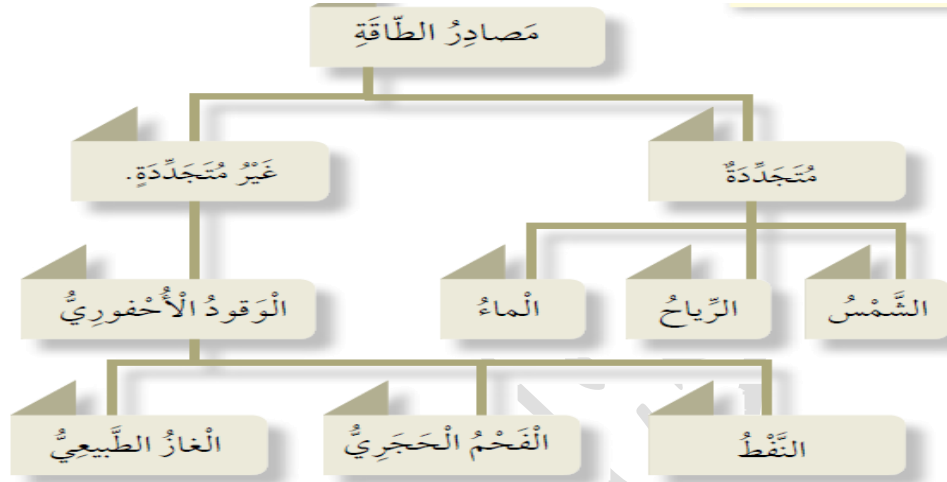 مَصادِرُ الطّاقَةِ
مُتَجَدِّدَةٌ
غَيْرُ مُتَجَدِّدَةٍ.
الشَّمْسُ
الرِّياحُ
الْماءُ
الْوَقودُ الْأُحْفورِيُّ
النَّفْطُ
الْفَحْمُ الْحَجَرِيُّ
الْغازُ الطَّبيعِيُّ